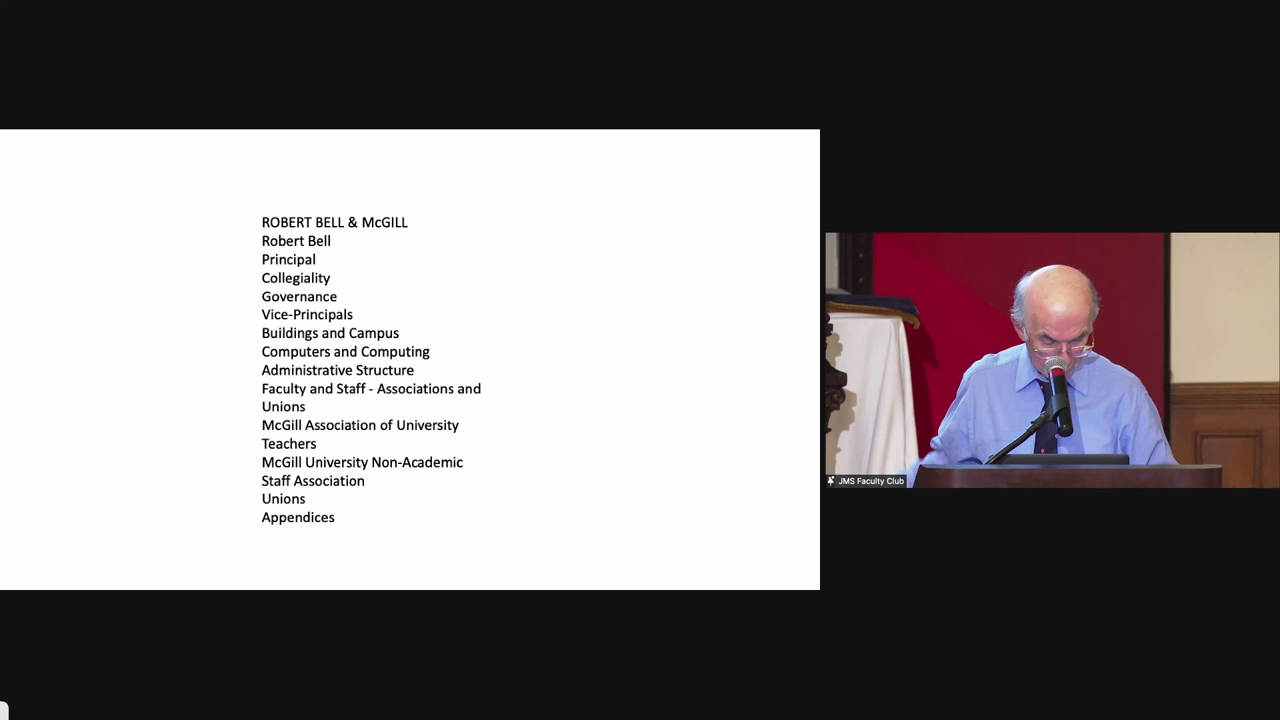 ROBERT BELL & McGILL
Robert Bell
Principal
Collegiality
Governance
Vice-Principals
Buildings and Campus
Computers and Computing
Administrative Structure
Faculty and Staff - Associations and
Unions
McGill Association of University
Teachers
McGill University Non-Academic
Staff Association
Unions
Appendices
JMS Faculty Club